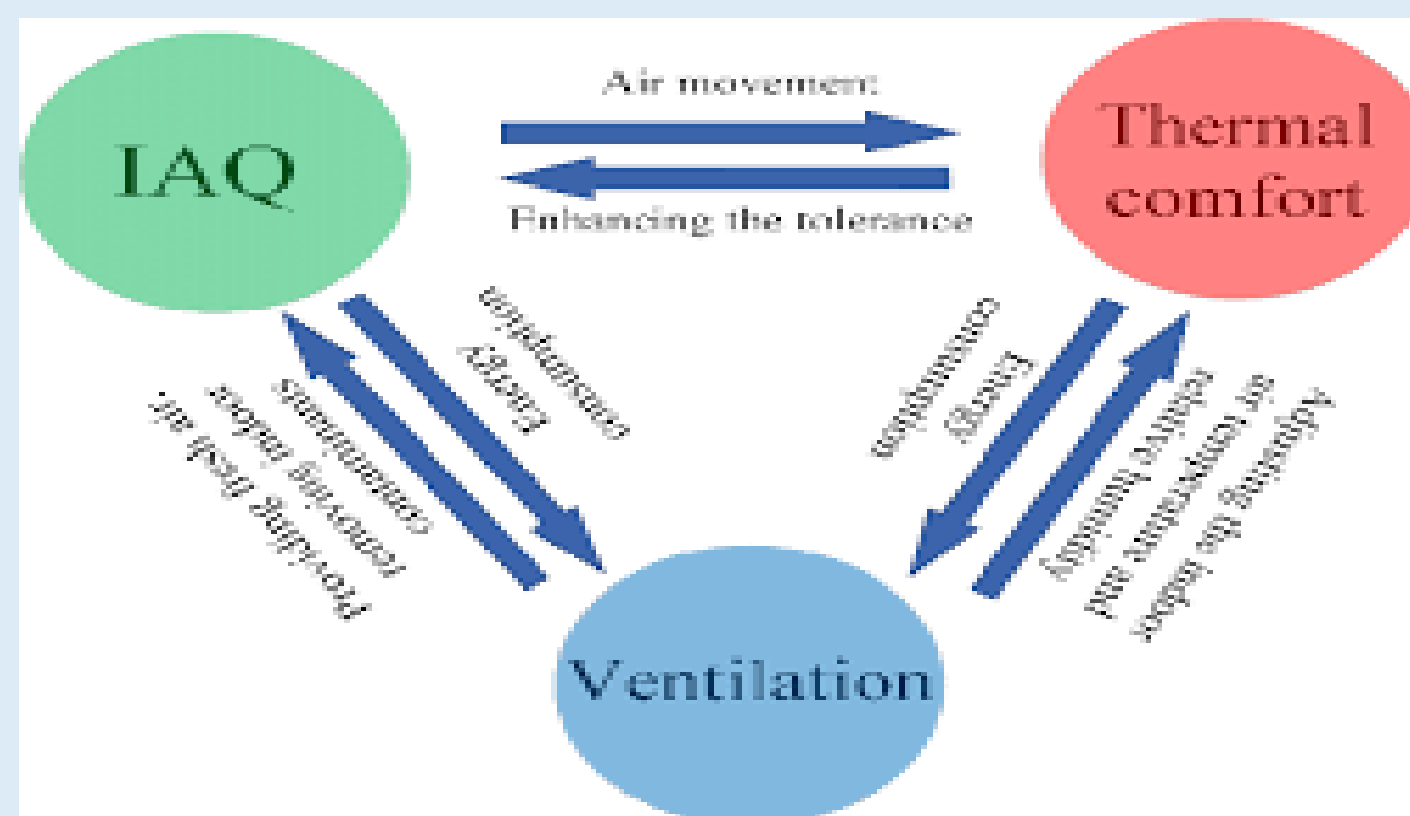 Air movement
IAQ
Thermal
comfort
Enhancing the tolerance
Energy
consumption
Energy
consumption
Providing fresh air,
removing indoor
contaminants
Adjusting the indoor
air temperature and
relative humidity
Ventilation